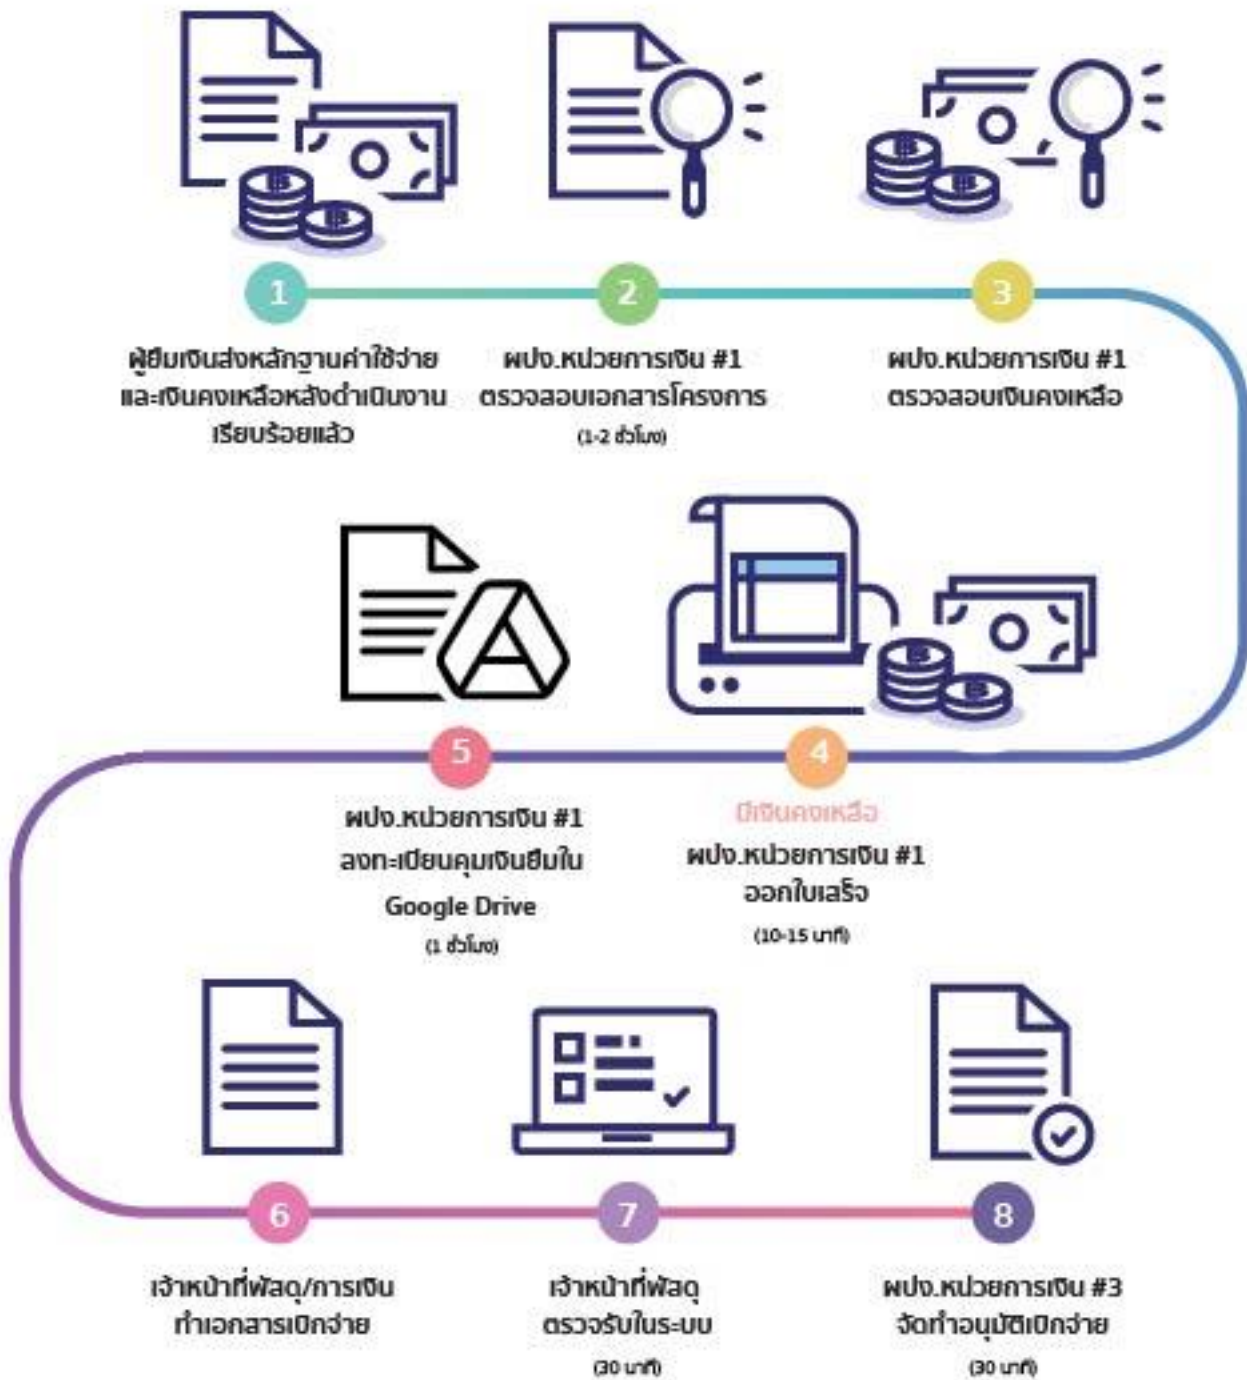 1
2
3
ผู้ยืมเงินส่งหลักฐานค่าใช้จ่าย
และเงินคงเหลือหลังดำเนินงาน
เรียบร้อยแล้ว
ผปง.หน่วยการเงิน #1
ตรวจสอบเอกสารโครงการ
(1-2 ชั่วโมง)
ผปง.หน่วยการเงิน #1
ตรวจสอบเงินคงเหลือ
4
มีเงินคงเหลือ
ผปง.หน่วยการเงิน #1
ออกใบเสร็จ
(10-15 นาที)
5
ผปง.หน่วยการเงิน #1
ลงทะเบียนคุมเงินยืมใน
Google Drive
(1 ชั่วโมง)
6
7
8
เจ้าหน้าที่พัสดุ/การเงิน
ทำเอกสารเบิกจ่าย
เจ้าหน้าที่พัสดุ
ตรวจรับในระบบ
(30 นาที)
ผปง.หน่วยการเงิน #3
จัดทำอนุมัติเบิกจ่าย
(30 นาที)